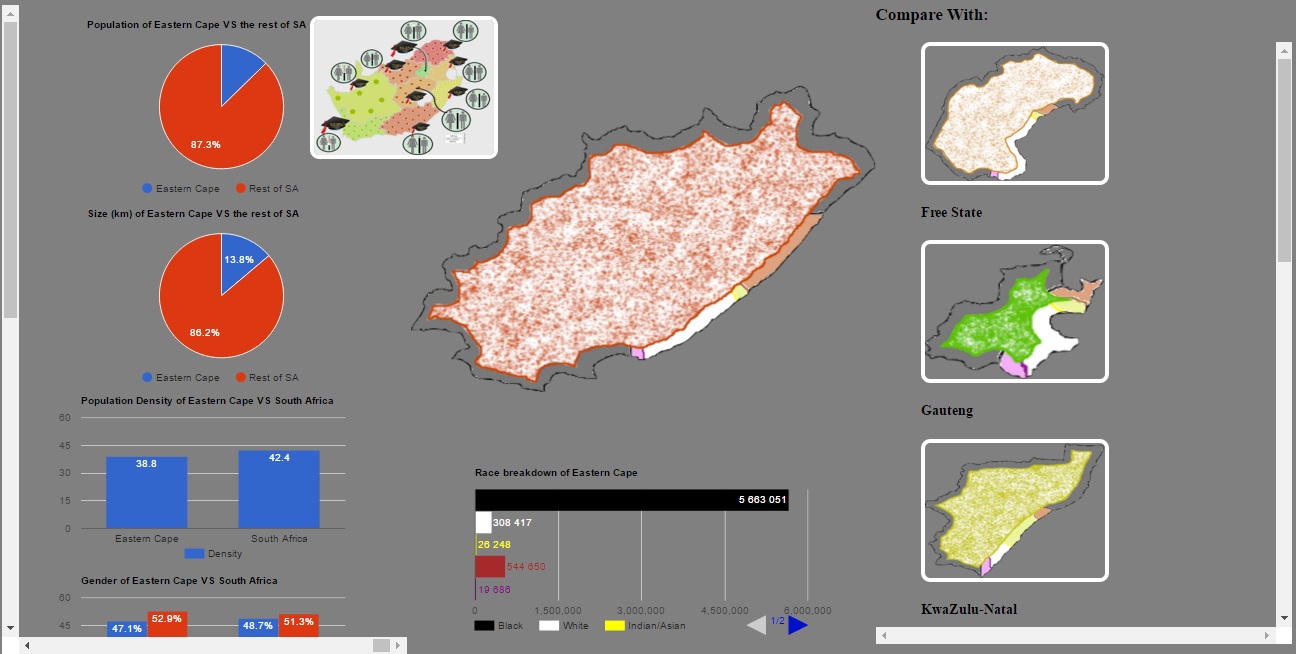 Population of Eastern Cape VS the rest of SA
87.3%
Eastern Cape
Rest of SA
Size (km) of Eastern Cape VS the rest of SA
13.8%
86.2%
Eastern Cape
Rest of SA
Population Density of Eastern Cape VS South Africa
60
45
30
15
0
38.8
42.4
Eastern Cape
South Africa
Density
Gender of Eastern Cape VS South Africa
60
45
47.1%
52.9%
48.7%
51.3%
Race breakdown of Eastern Cape
5 663 051
308 417
26 248
544 650
19 686
0
1,500,000
3,000,000
4,500,000
6,000,000
Black
White
Indian/Asian
1/2
Compare With:
Free State
Gauteng
KwaZulu-Natal